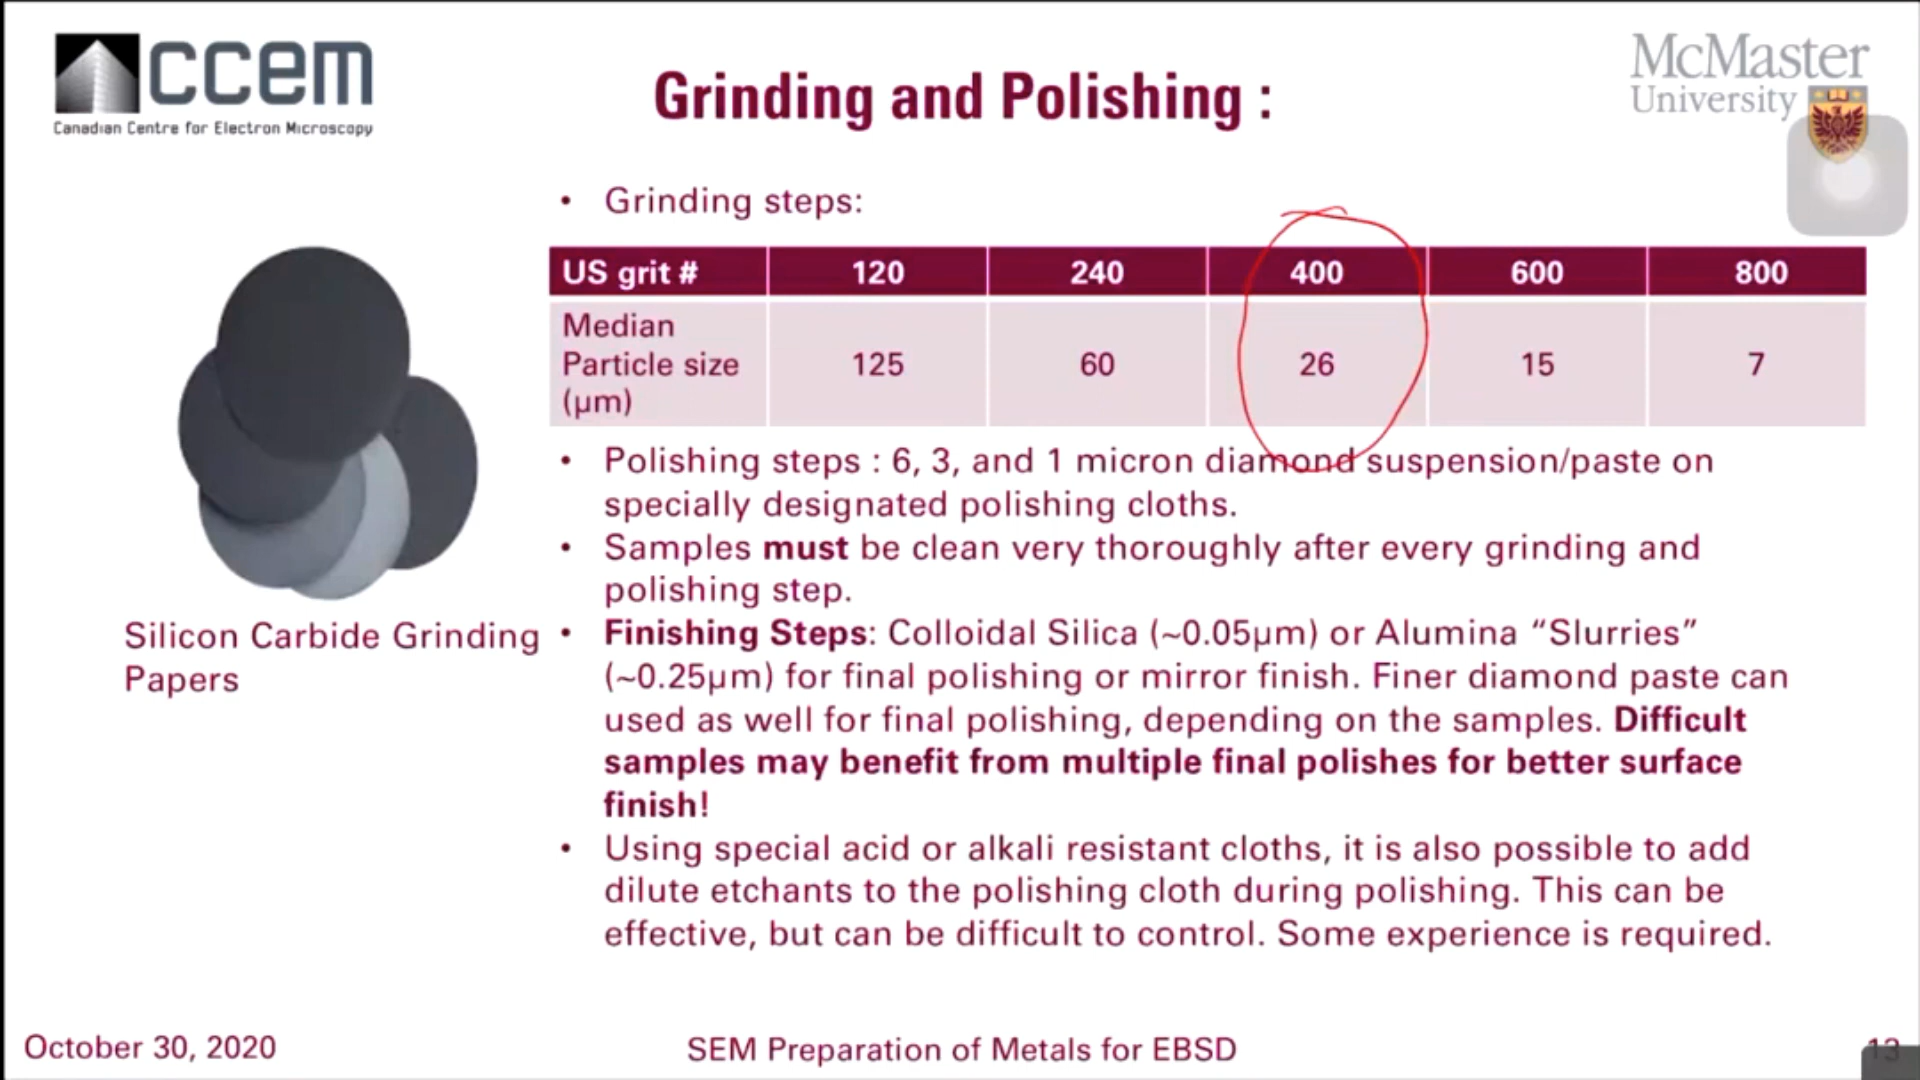 ccem
Canadian Centre for Electron Microscopy
Grinding and Polishing :
McMaster
University
• Grinding steps:
US grit # 120 240 400 600 800
Median
Particle size
(µm) 125 60 26 15 7
• Polishing steps : 6, 3, and 1 micron diamond suspension/paste on
specially designated polishing cloths.
• Samples must be clean very thoroughly after every grinding and
polishing step.
Silicon Carbide Grinding
Papers
• Finishing Steps: Colloidal Silica (~0.05µm) or Alumina “Slurries”
(~0.25µm) for final polishing or mirror finish. Finer diamond paste can
used as well for final polishing, depending on the samples. Difficult
samples may benefit from multiple final polishes for better surface
finish!
• Using special acid or alkali resistant cloths, it is also possible to add
dilute etchants to the polishing cloth during polishing. This can be
effective, but can be difficult to control. Some experience is required.
October 30, 2020
SEM Preparation of Metals for EBSD
13